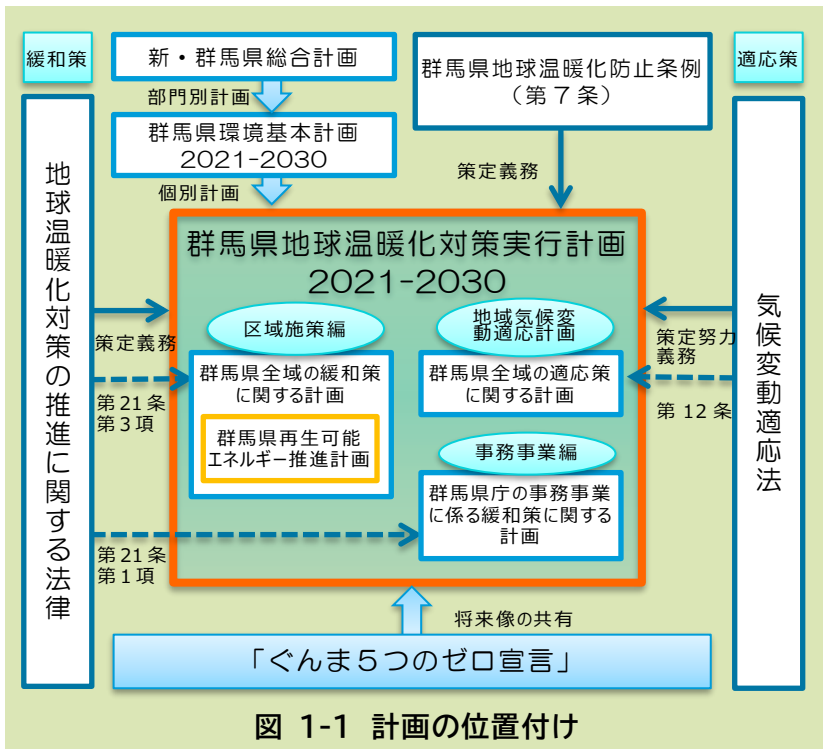 緩和策
新・群馬県総合計画
群馬県地球温暖化防止条例
（第７条）
適応策
部門別計画
群馬県環境基本計画
2021-2030
個別計画
策定義務
地球温暖化対策の推進に関する法律
気候変動適応法
群馬県地球温暖化対策実行計画
2021-2030
区域施策編
地域気候変
動適応計画
策定義務
策定努力
義務
群馬県全域の緩和策
に関する計画
群馬県全域の適応策
に関する計画
第21条
第3項
第 12 条
群馬県再生可能
エネルギー推進計画
事務事業編
群馬県庁の事務事業
に係る緩和策に関する
計画
第21条
第1項
将来像の共有
「ぐんま５つのゼロ宣言」
図 1-1 計画の位置付け